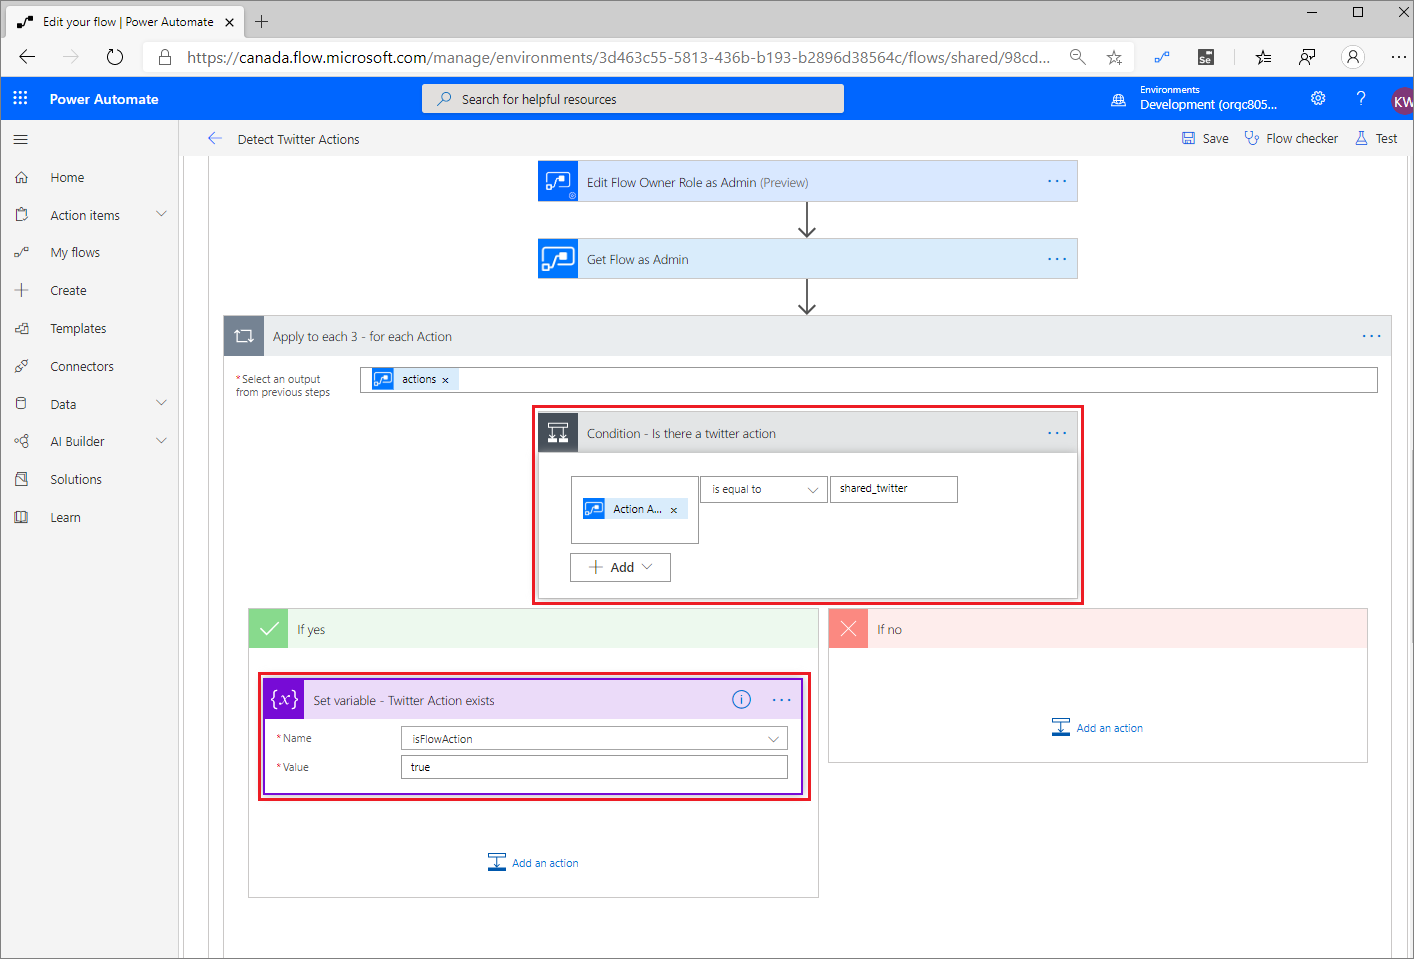 Edit your flow | Power Automate
https://canada.flow.microsoft.com/manage/environments/3d463c55-5813-436b-b193-b2896d38564c/flows/shared/98cd...
Se
Power Automate
Search for helpful resources
Environments
Development (orgc805...
?
KW
Detect Twitter Actions
Save
Flow checker
Test
Home
Action items
My flows
Create
Templates
Connectors
Data
AI Builder
Solutions
Learn
Edit Flow Owner Role as Admin (Preview)
Get Flow as Admin
Apply to each 3 - for each Action
*Select an output
from previous steps
actions
Condition - Is there a twitter action
Action A...
is equal to
shared_twitter
Add
If yes
If no
{x}
Set variable - Twitter Action exists
* Name
isFlowAction
* Value
true
Add an action
Add an action